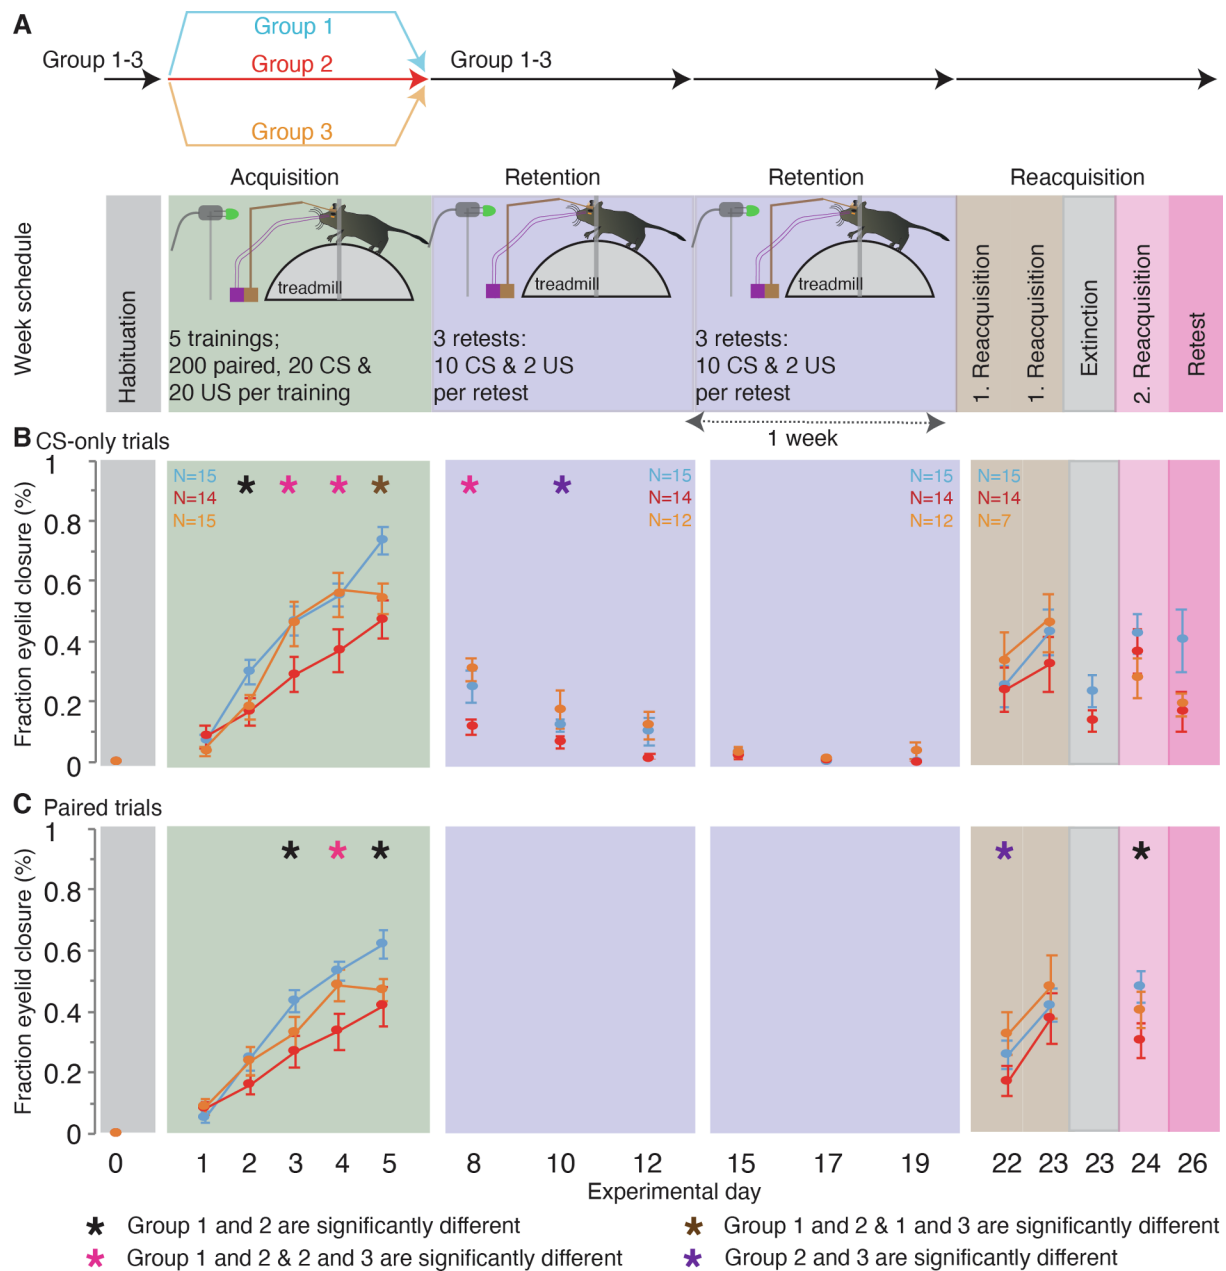 A
Group 1
Group 1-3
Group 2
Group 1-3
Group 3
Acquisition
Retention
Retention
Reacquisition
Week schedule
Habituation
treadmill
5 trainings;
200 paired, 20 CS &
20 US per training
treadmill
3 retests:
10 CS & 2 US
per retest
treadmill
3 retests:
10 CS & 2 US
per retest
1. Reacquisition
1. Reacquisition
Extinction
2. Reacquisition
Retest
1 week
B CS-only trials
Fraction eyelid closure (%)
1
0.8
0.6
0.4
0.2
0
N=15
N=14
N=15
* * * *
N=15
N=14
N=12
* *
N=15
N=14
N=12
N=15
N=14
N=7
C Paired trials
Fraction eyelid closure (%)
1
0.8
0.6
0.4
0.2
0
* * *
* *
0 1 2 3 4 5 8 10 12 15 17 19 22 23 23 24 26
Experimental day
* Group 1 and 2 are significantly different
* Group 1 and 2 & 1 and 3 are significantly different
* Group 1 and 2 & 2 and 3 are significantly different
* Group 2 and 3 are significantly different